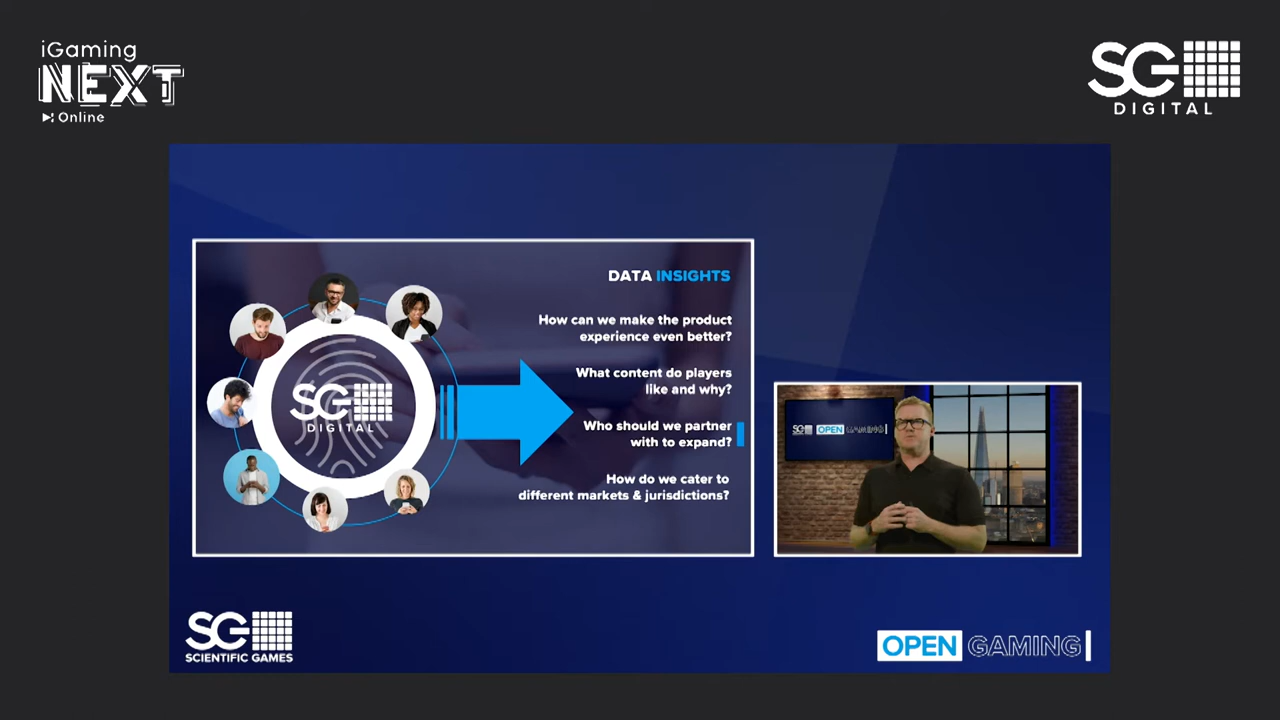 iGaming
NEXT
Online
SG
DIGITAL
DATA INSIGHTS
How can we make the product
experience even better?
What content do players
like and why?
Who should we partner
with to expand?
How do we cater to
different markets & jurisdictions?
SG
DIGITAL
SG
OPEN GAMING
SG
SCIENTIFIC GAMES
OPEN GAMING